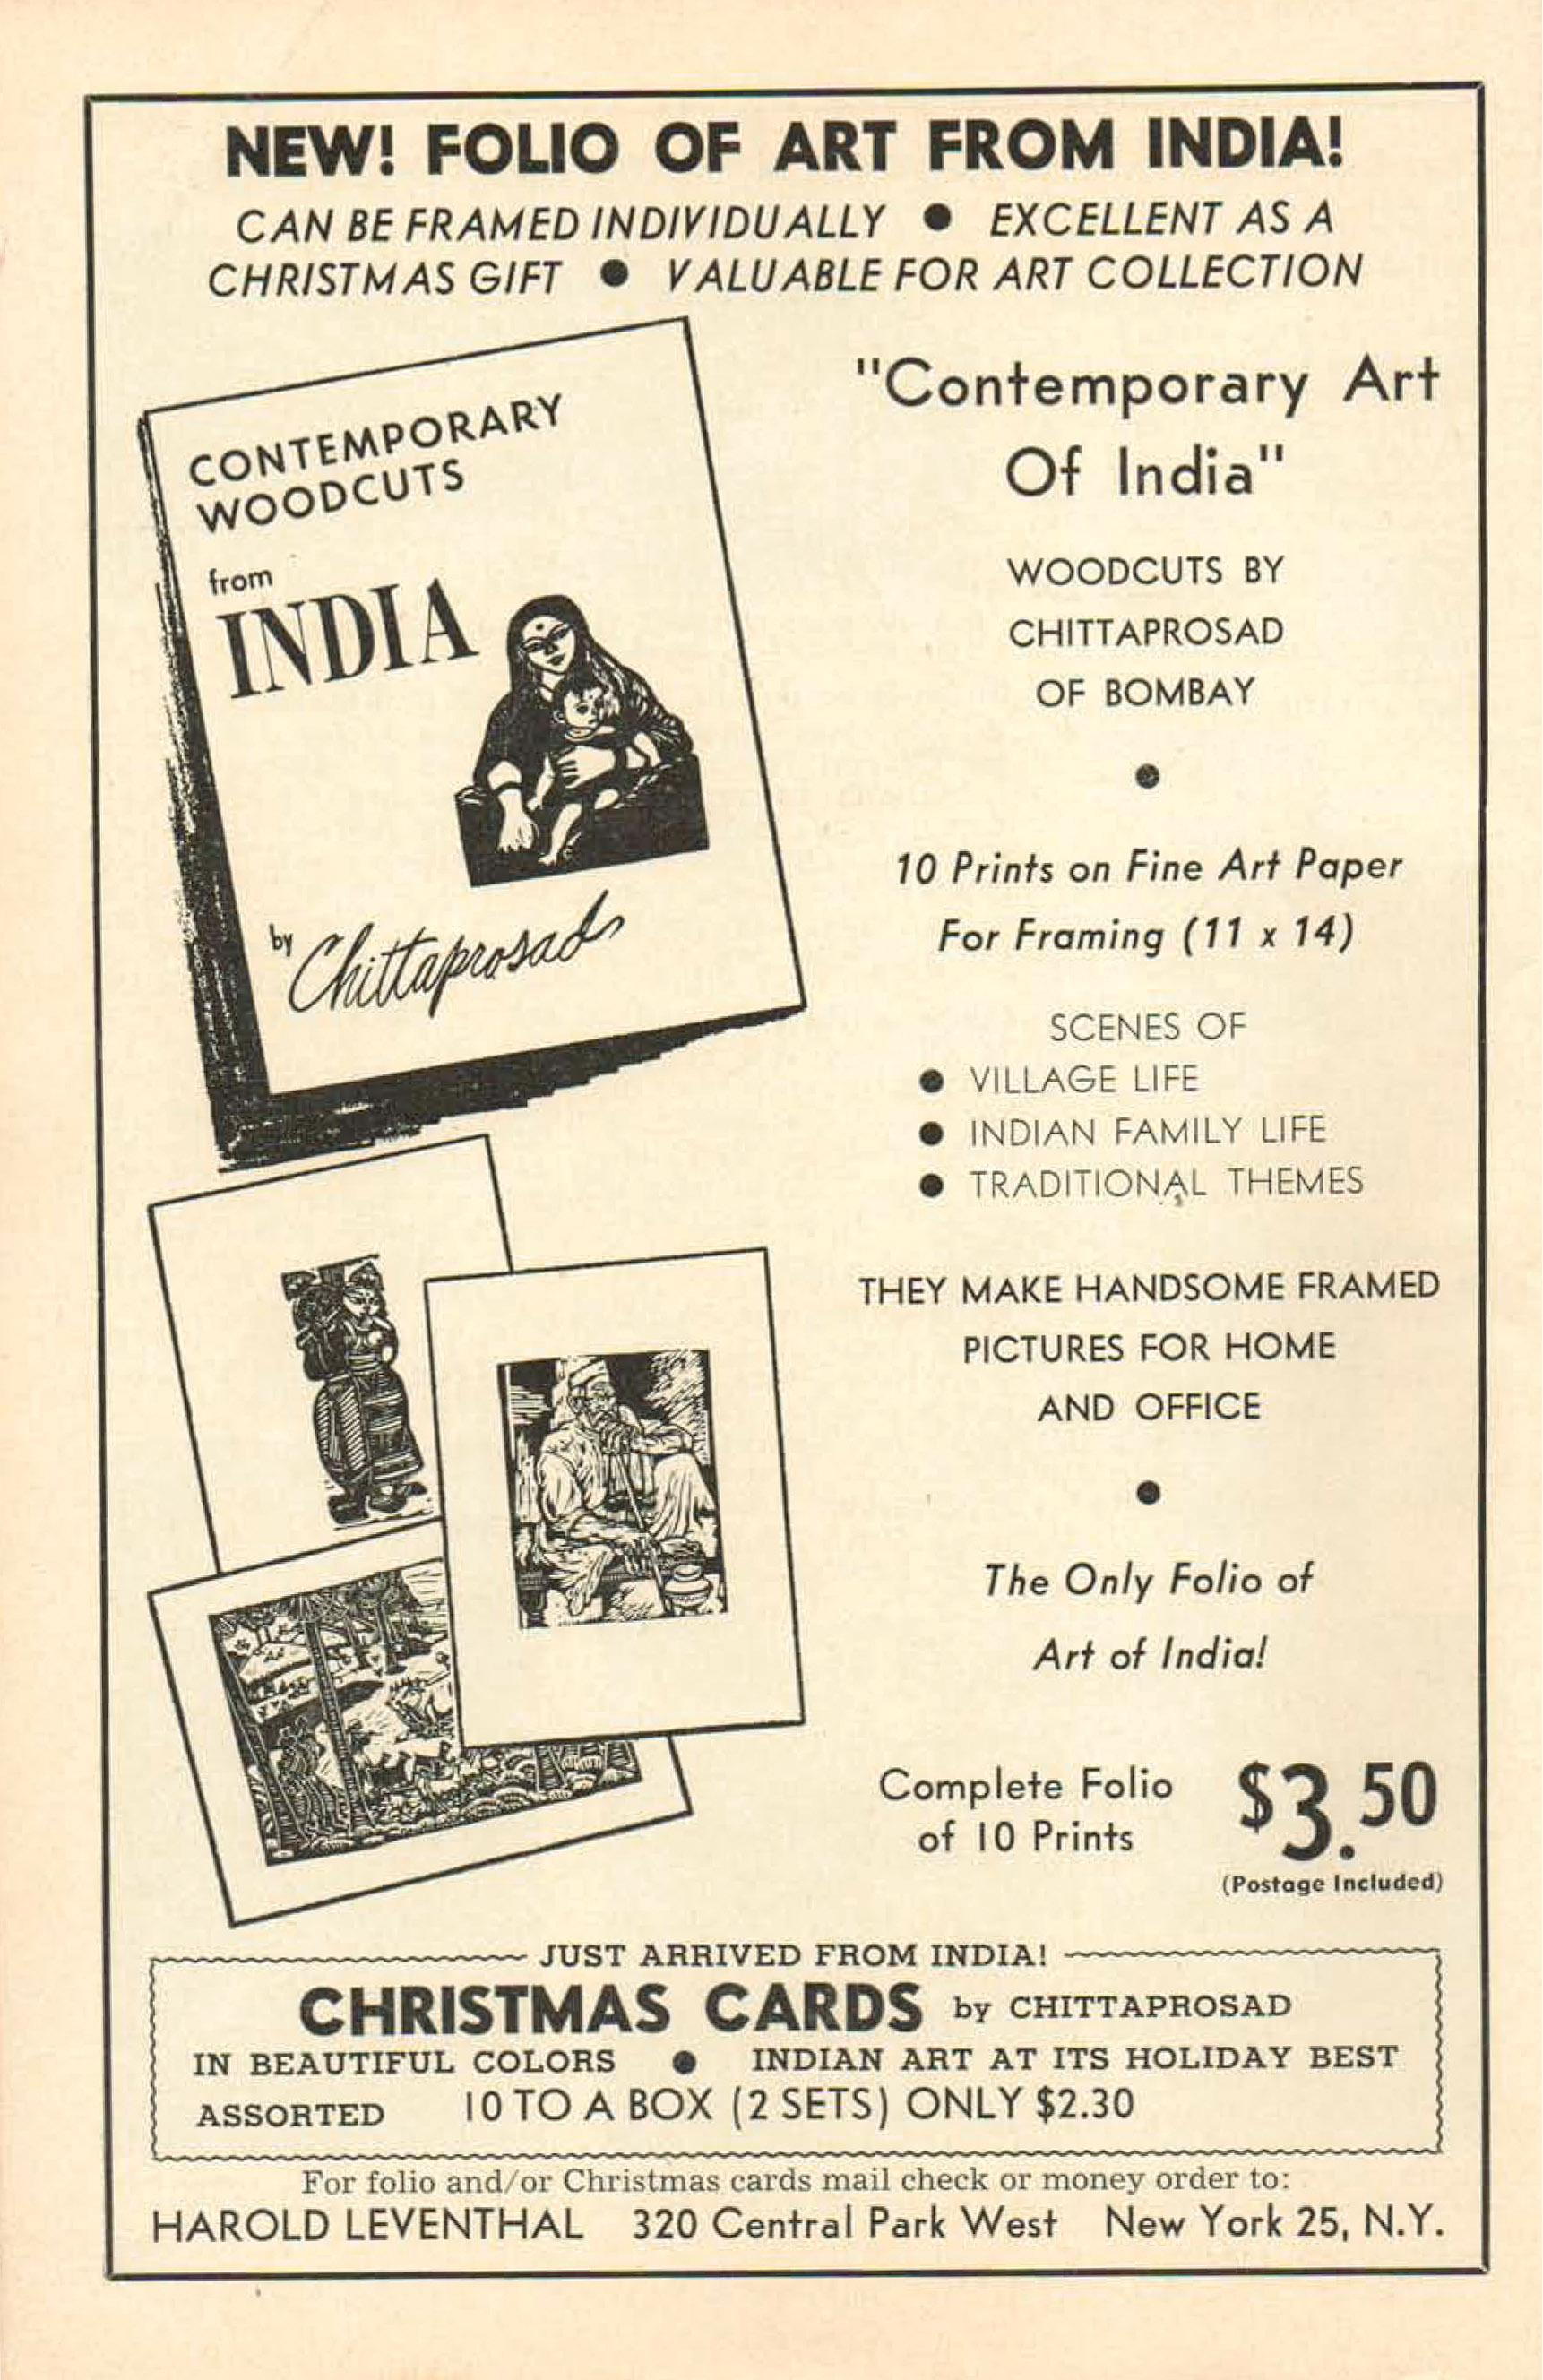 NEW! FOLIO OF ART FROM INDIA!
CAN BE FRAMED INDIVIDUALLY ● EXCELLENT AS A
CHRISTMAS GIFT ● VALUABLE FOR ART COLLECTION
CONTEMPORARY
WOODCUTS
from
INDIA
by Chittaprosad
"Contemporary Art
Of India"
WOODCUTS BY
CHITTAPROSAD
OF BOMBAY
●
10 Prints on Fine Art Paper
For Framing (11 x 14)
SCENES OF
● VILLAGE LIFE
● INDIAN FAMILY LIFE
● TRADITIONAL THEMES
THEY MAKE HANDSOME FRAMED
PICTURES FOR HOME
AND OFFICE
●
The Only Folio of
Art of India!
Complete Folio
of 10 Prints
$3.50
(Postage Included)
JUST ARRIVED FROM INDIA!
CHRISTMAS CARDS by CHITTAPROSAD
IN BEAUTIFUL COLORS ● INDIAN ART AT ITS HOLIDAY BEST
ASSORTED 10 TO A BOX (2 SETS) ONLY $2.30
For folio and/or Christmas cards mail check or money order to:
HAROLD LEVENTHAL 320 Central Park West New York 25, N.Y.